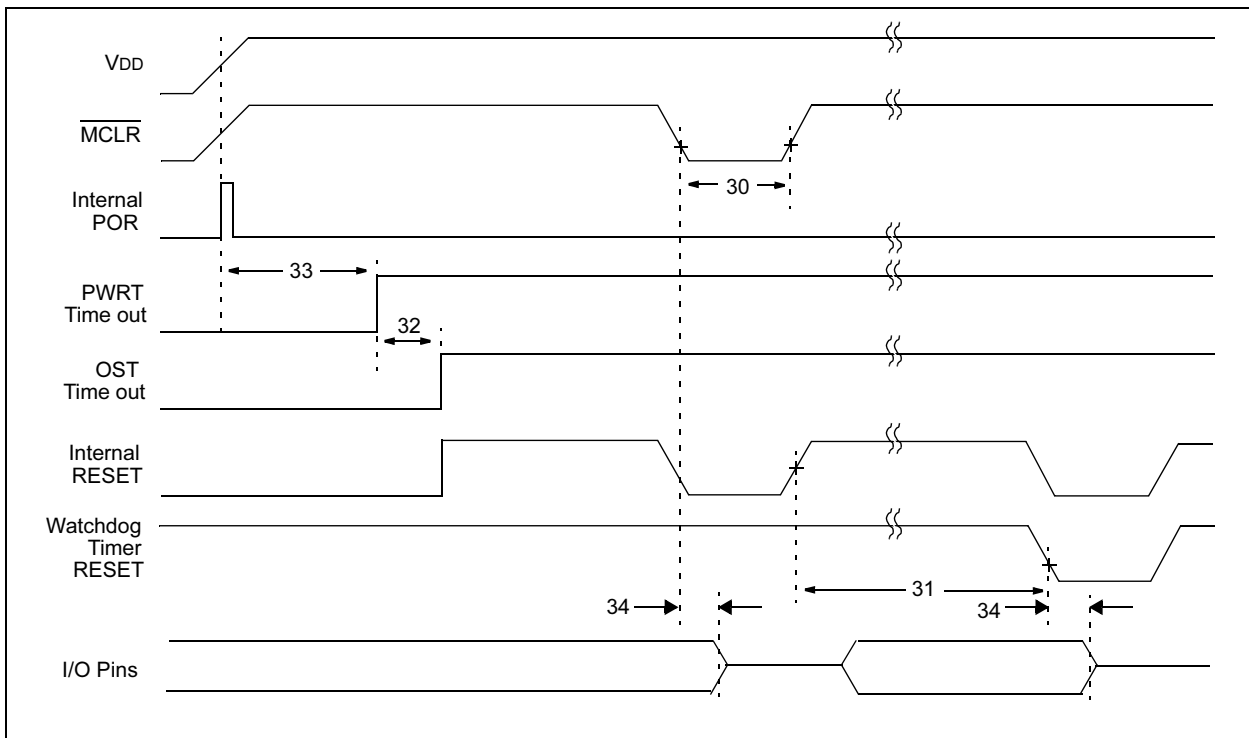 VDD
MCLR
30
Internal
POR
33
PWRT
Time out
32
OST
Time out
Internal
RESET
Watchdog
Timer
RESET
31
34
34
I/O Pins